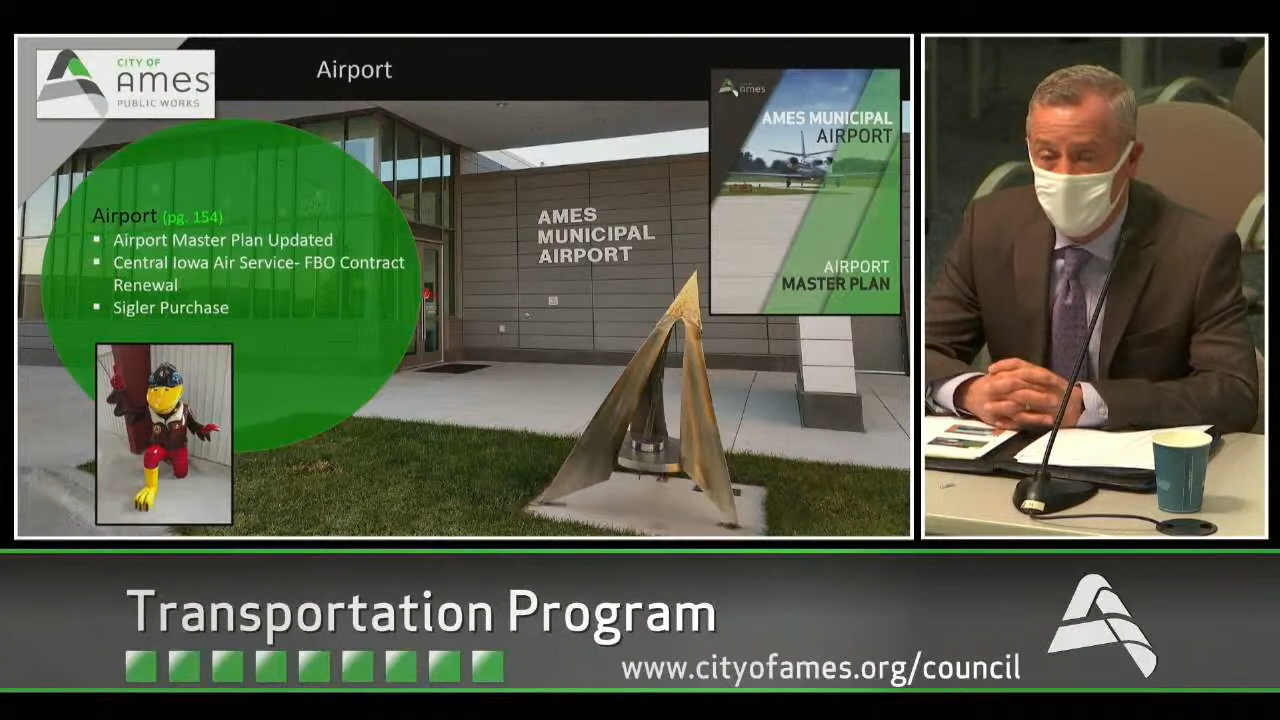 CITY OF
AMES
PUBLIC WORKS
Airport
Ames
AMES MUNICIPAL
AIRPORT
AIRPORT
MASTER PLAN
Airport (pg. 154)
▪ Airport Master Plan Updated
▪ Central Iowa Air Service- FBO Contract
Renewal
▪ Sigler Purchase
AMES
MUNICIPAL
AIRPORT
Transportation Program
www.cityofames.org/council